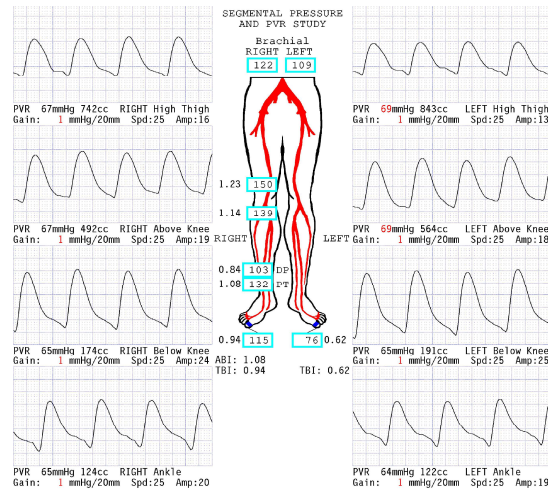 SEGMENTAL PRESSURE
AND PVR STUDY
Brachial
RIGHT LEFT
122 109
PVR 67mmHg 742cc RIGHT High Thigh
Gain: 1 mmHg/20mm Spd:25 Amp:16
PVR 69mmHg 843cc LEFT High Thigh
Gain: 1 mmHg/20mm Spd:25 Amp:13
1.23 150
1.14 139
PVR 67mmHg 492cc RIGHT Above Knee
Gain: 1 mmHg/20mm Spd:25 Amp:19
RIGHT LEFT
PVR 69mmHg 564cc LEFT Above Knee
Gain: 1 mmHg/20mm Spd:25 Amp:18
0.84 103 DP
1.08 132 PT
0.94 115 76 0.62
PVR 65mmHg 174cc RIGHT Below Knee
Gain: 1 mmHg/20mm Spd:25 Amp:24
ABI: 1.08
TBI: 0.94 TBI: 0.62
PVR 65mmHg 191cc LEFT Below Knee
Gain: 1 mmHg/20mm Spd:25 Amp:25
PVR 65mmHg 124cc RIGHT Ankle
Gain: 1 mmHg/20mm Spd:25 Amp:20
PVR 64mmHg 122cc LEFT Ankle
Gain: 1 mmHg/20mm Spd:25 Amp:19